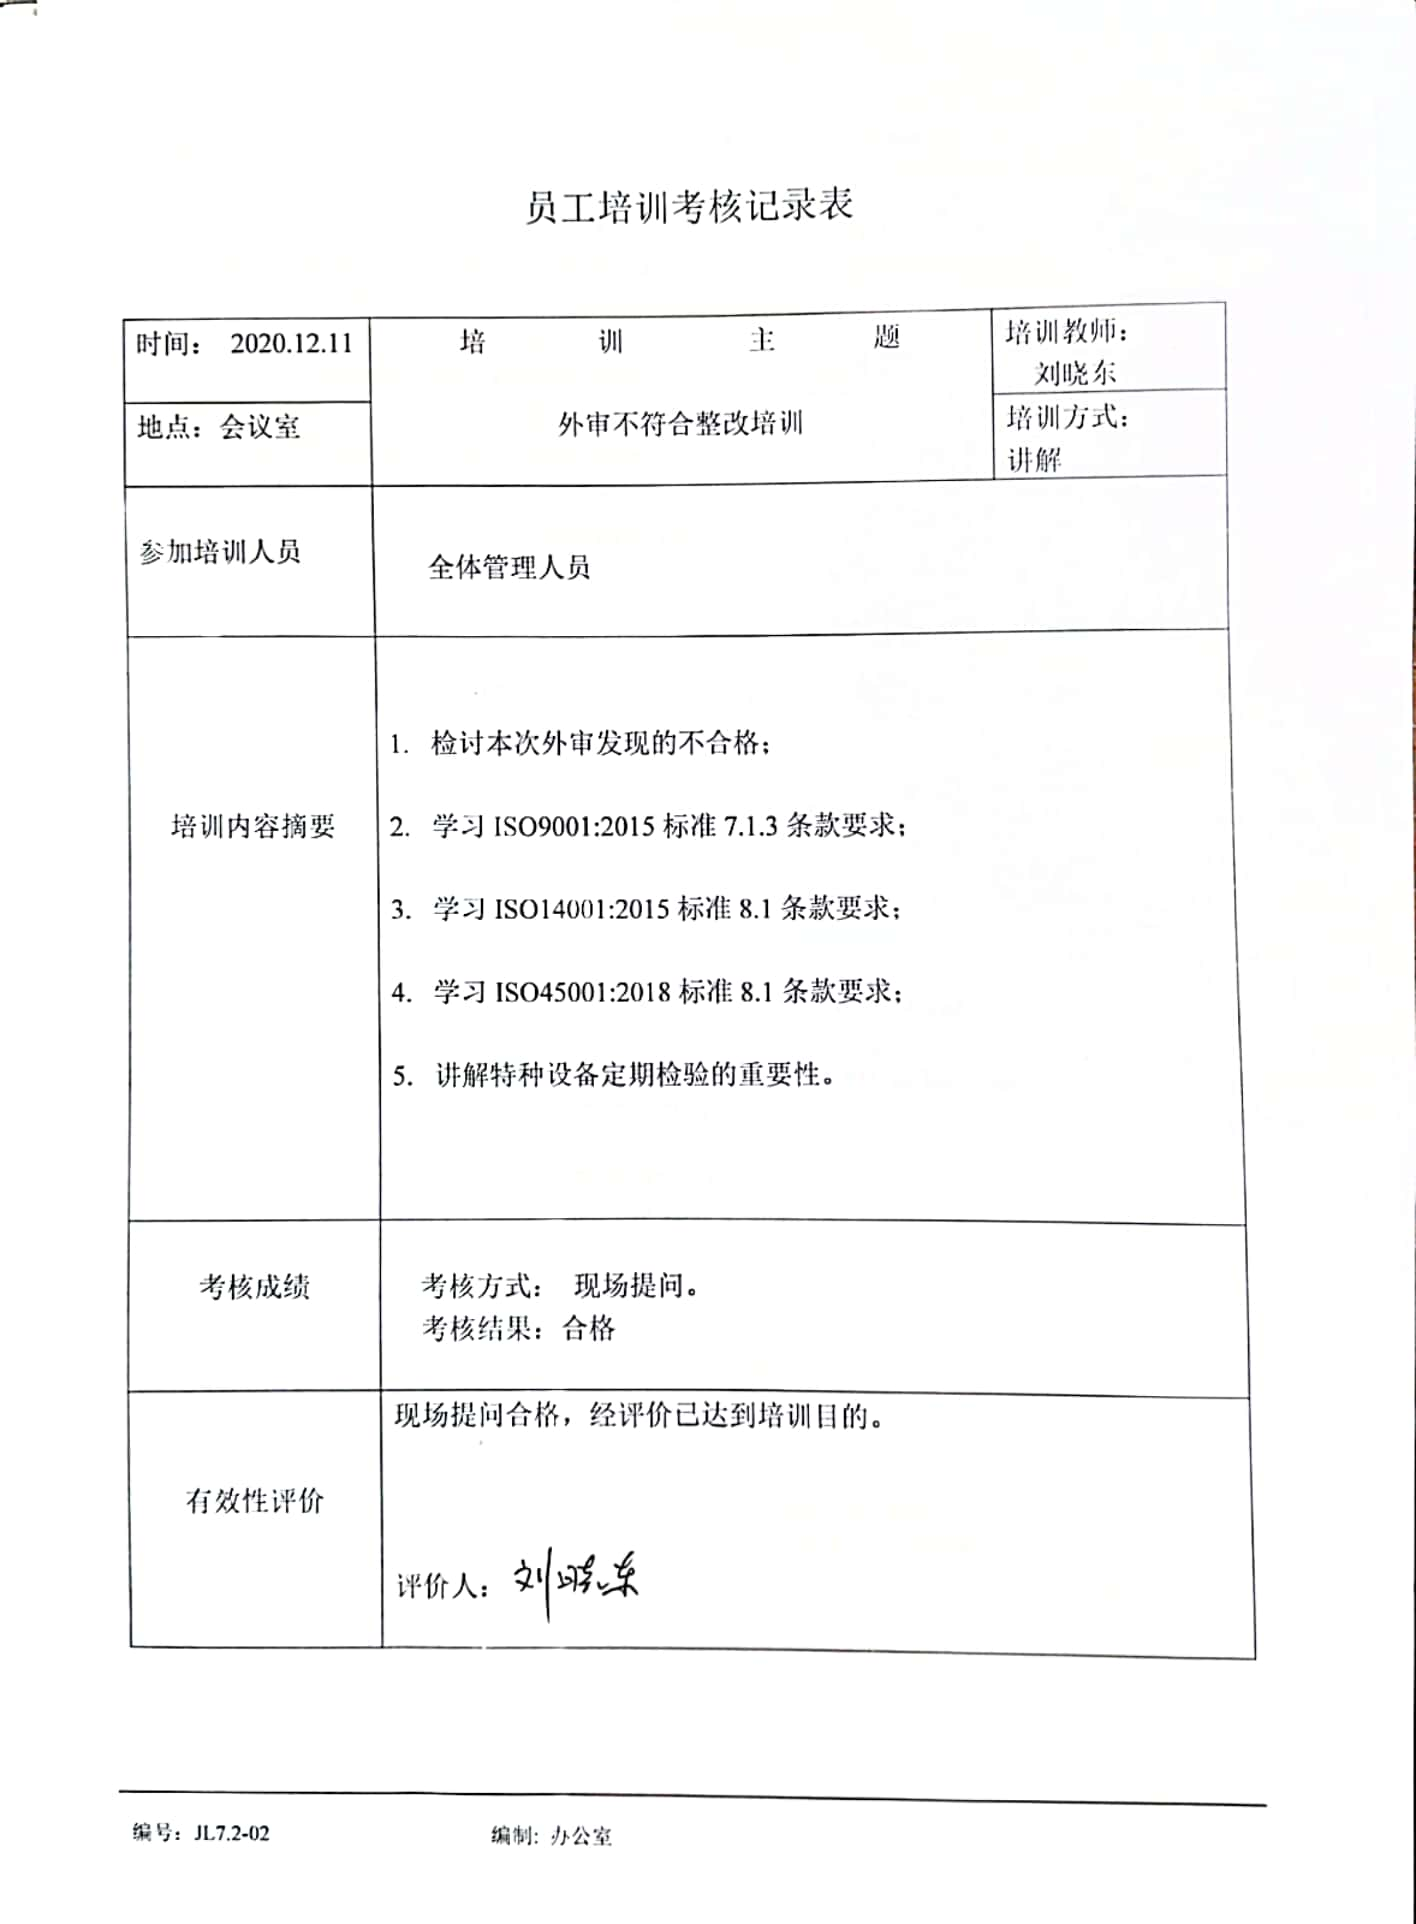 员工培训考核记录表
时间： 2020.12.11
培 训 主 题
培训教师：
刘晓东
地点：会议室
外审不符合整改培训
培训方式：
讲解
参加培训人员
全体管理人员
培训内容摘要
1. 检讨本次外审发现的不合格；
2. 学习 ISO9001:2015 标准 7.1.3 条款要求；
3. 学习 ISO14001:2015 标准 8.1 条款要求；
4. 学习 ISO45001:2018 标准 8.1 条款要求；
5. 讲解特种设备定期检验的重要性。
考核成绩
考核方式： 现场提问。
考核结果：合格
有效性评价
现场提问合格，经评价已达到培训目的。
评价人：刘晓东
编号：JL7.2-02 编制: 办公室